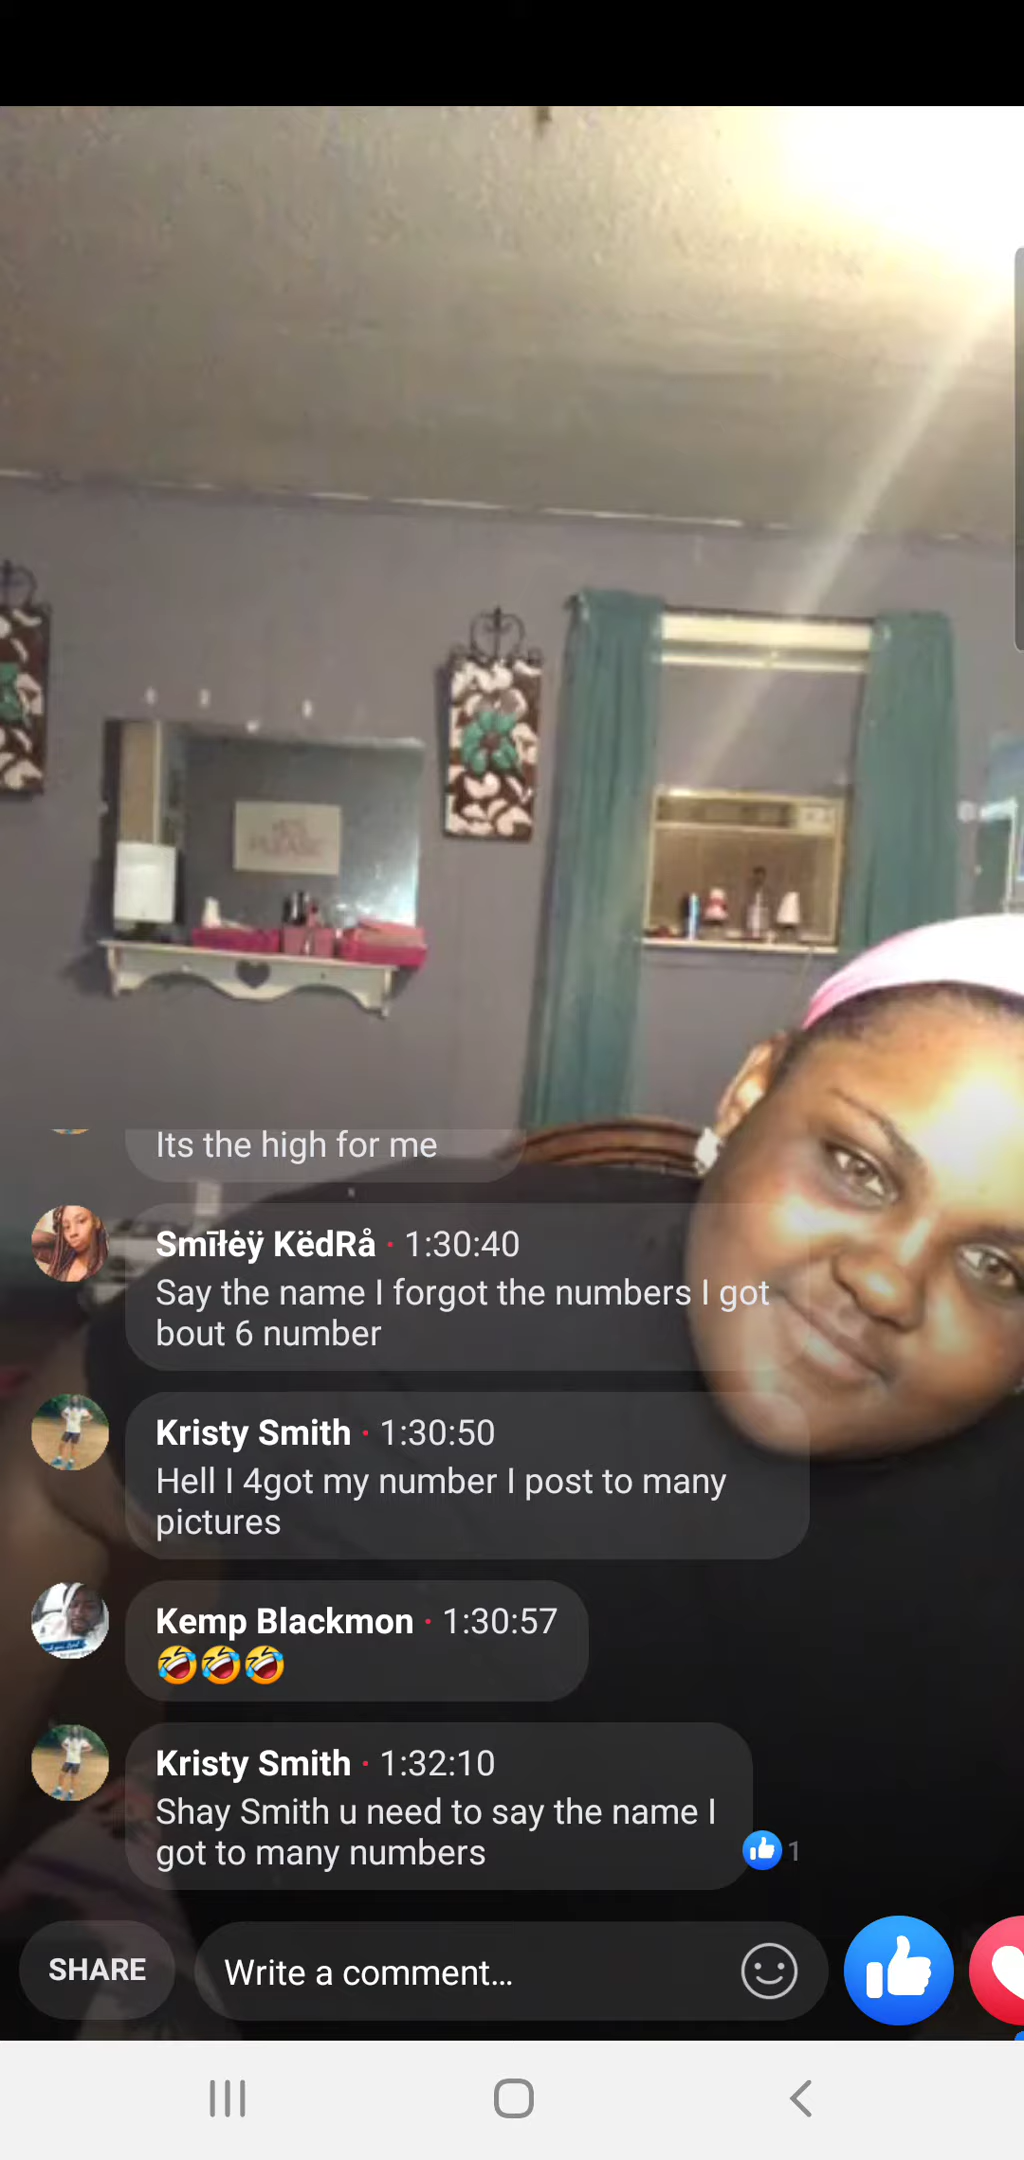 Its the high for me
Smīłėÿ KëdRå · 1:30:40
Say the name I forgot the numbers I got
bout 6 number
Kristy Smith · 1:30:50
Hell I 4got my number I post to many
pictures
Kemp Blackmon · 1:30:57
🤣🤣🤣
Kristy Smith · 1:32:10
Shay Smith u need to say the name I
got to many numbers
1
SHARE
Write a comment...